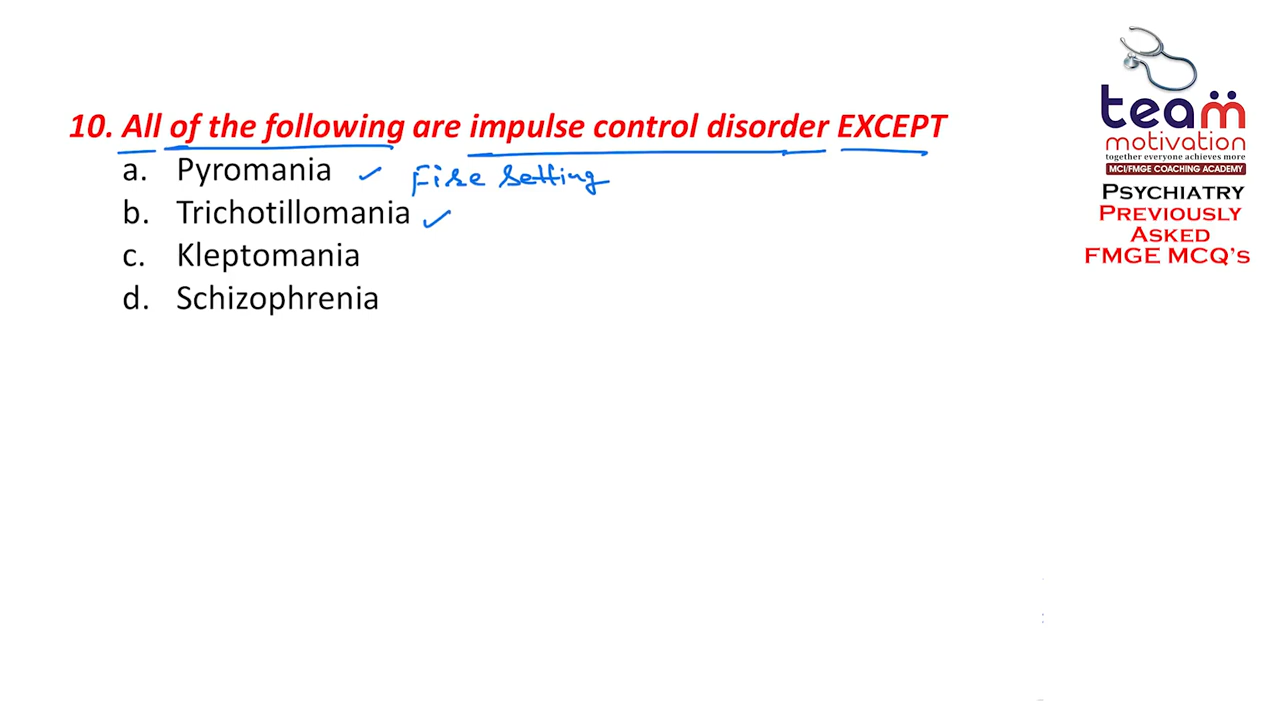 10. All of the following are impulse control disorder EXCEPT
a. Pyromania
Fire setting
b. Trichotillomania
c. Kleptomania
d. Schizophrenia
team
motivation
together everyone achieves more
MCI/FMGE COACHING ACADEMY
PSYCHIATRY
PREVIOUSLY
ASKED
FMGE MCQ's